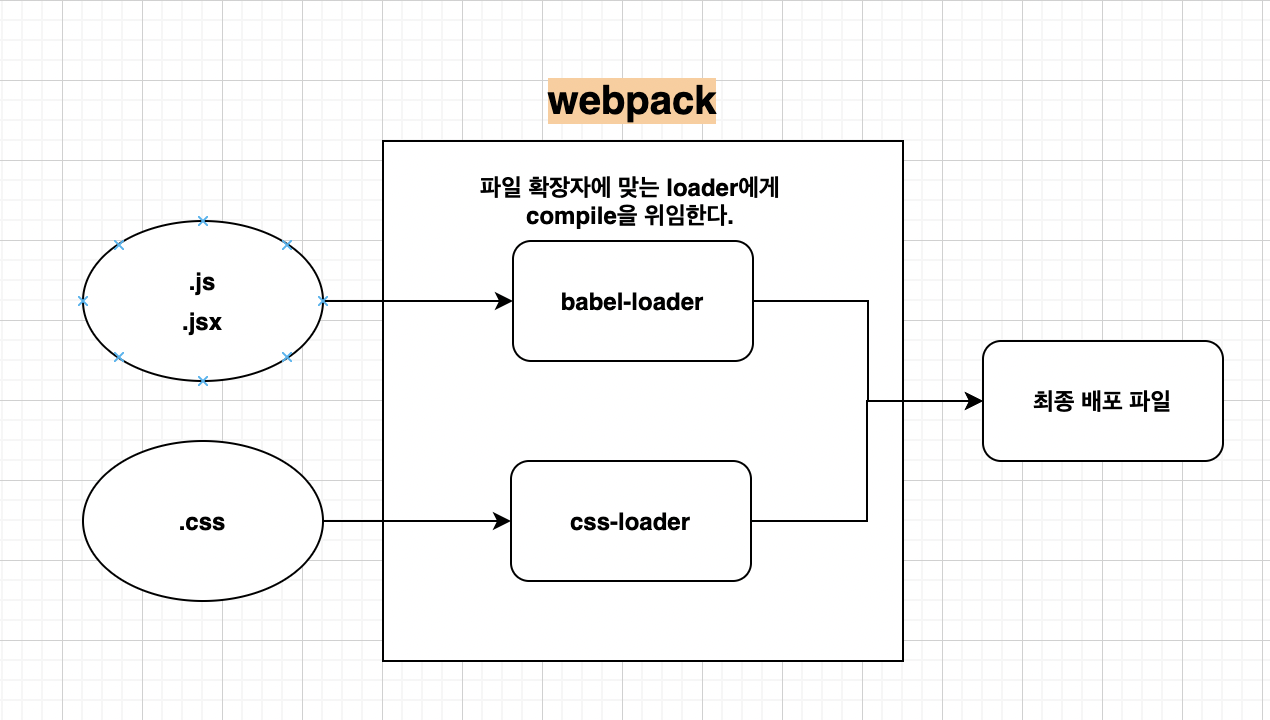 webpack
파일 확장자에 맞는 loader에게
compile을 위임한다.
.js
.jsx
babel-loader
최종 배포 파일
.css
css-loader